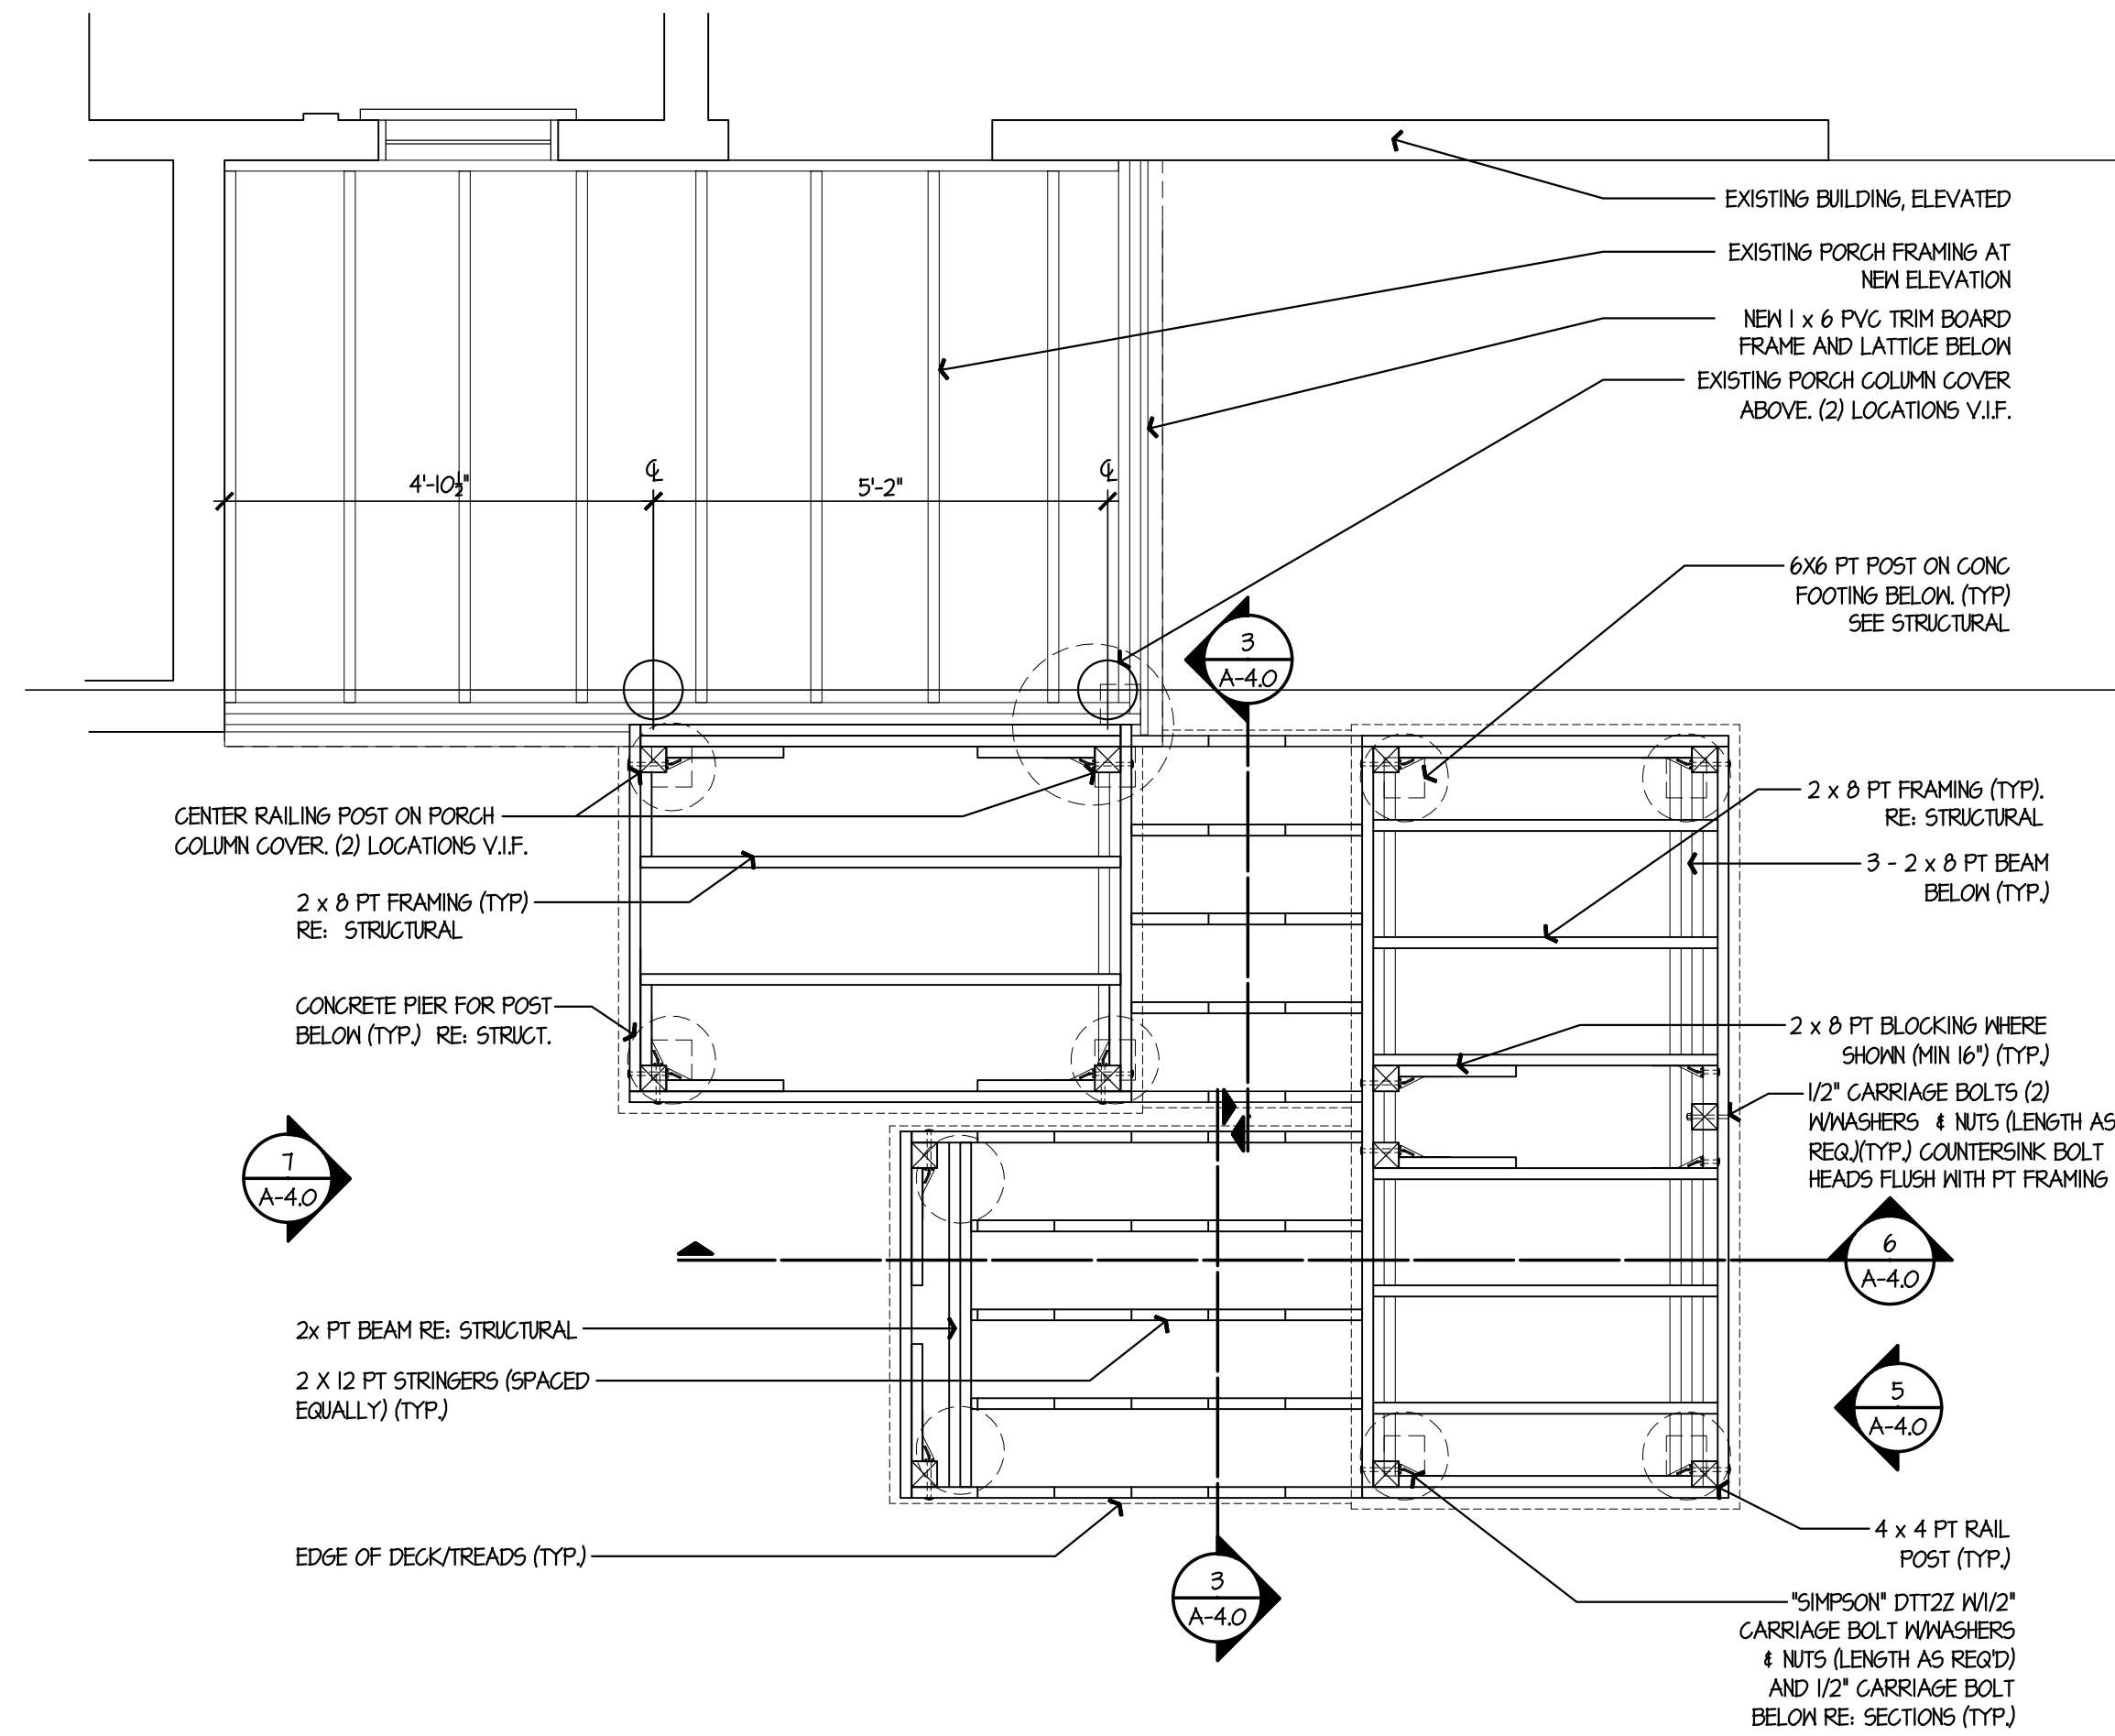 EXISTING BUILDING, ELEVATED
EXISTING PORCH FRAMING AT
NEW ELEVATION
NEW 1 x 6 PVC TRIM BOARD
FRAME AND LATTICE BELOW
EXISTING PORCH COLUMN COVER
ABOVE. (2) LOCATIONS V.I.F.
4'-10½"
℄
5'-2"
℄
6X6 PT POST ON CONC
FOOTING BELOW. (TYP)
SEE STRUCTURAL
3
A-4.0
CENTER RAILING POST ON PORCH
COLUMN COVER. (2) LOCATIONS V.I.F.
2 x 8 PT FRAMING (TYP)
RE: STRUCTURAL
CONCRETE PIER FOR POST
BELOW (TYP.) RE: STRUCT.
2 x 8 PT FRAMING (TYP).
RE: STRUCTURAL
3 - 2 x 8 PT BEAM
BELOW (TYP.)
2 x 8 PT BLOCKING WHERE
SHOWN (MIN 16") (TYP.)
1/2" CARRIAGE BOLTS (2)
W/WASHERS & NUTS (LENGTH AS
REQ.)(TYP.) COUNTERSINK BOLT
HEADS FLUSH WITH PT FRAMING
7
A-4.0
6
A-4.0
2x PT BEAM RE: STRUCTURAL
2 X 12 PT STRINGERS (SPACED
EQUALLY) (TYP.)
5
A-4.0
EDGE OF DECK/TREADS (TYP.)
3
A-4.0
4 x 4 PT RAIL
POST (TYP.)
"SIMPSON" DTT2Z W/1/2"
CARRIAGE BOLT W/WASHERS
& NUTS (LENGTH AS REQ'D)
AND 1/2" CARRIAGE BOLT
BELOW RE: SECTIONS (TYP.)